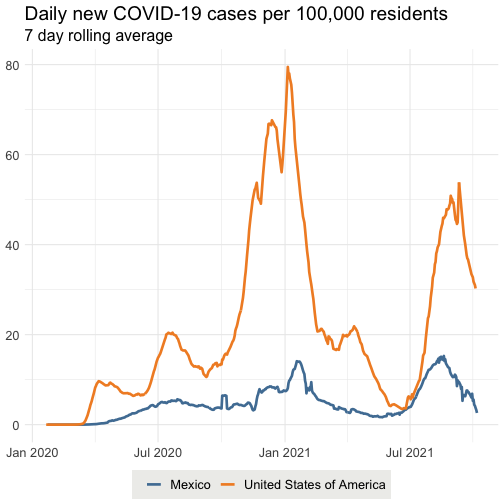 Daily new COVID-19 cases per 100,000 residents
7 day rolling average
80
60
40
20
0
Jan 2020 Jul 2020 Jan 2021 Jul 2021
Mexico United States of America